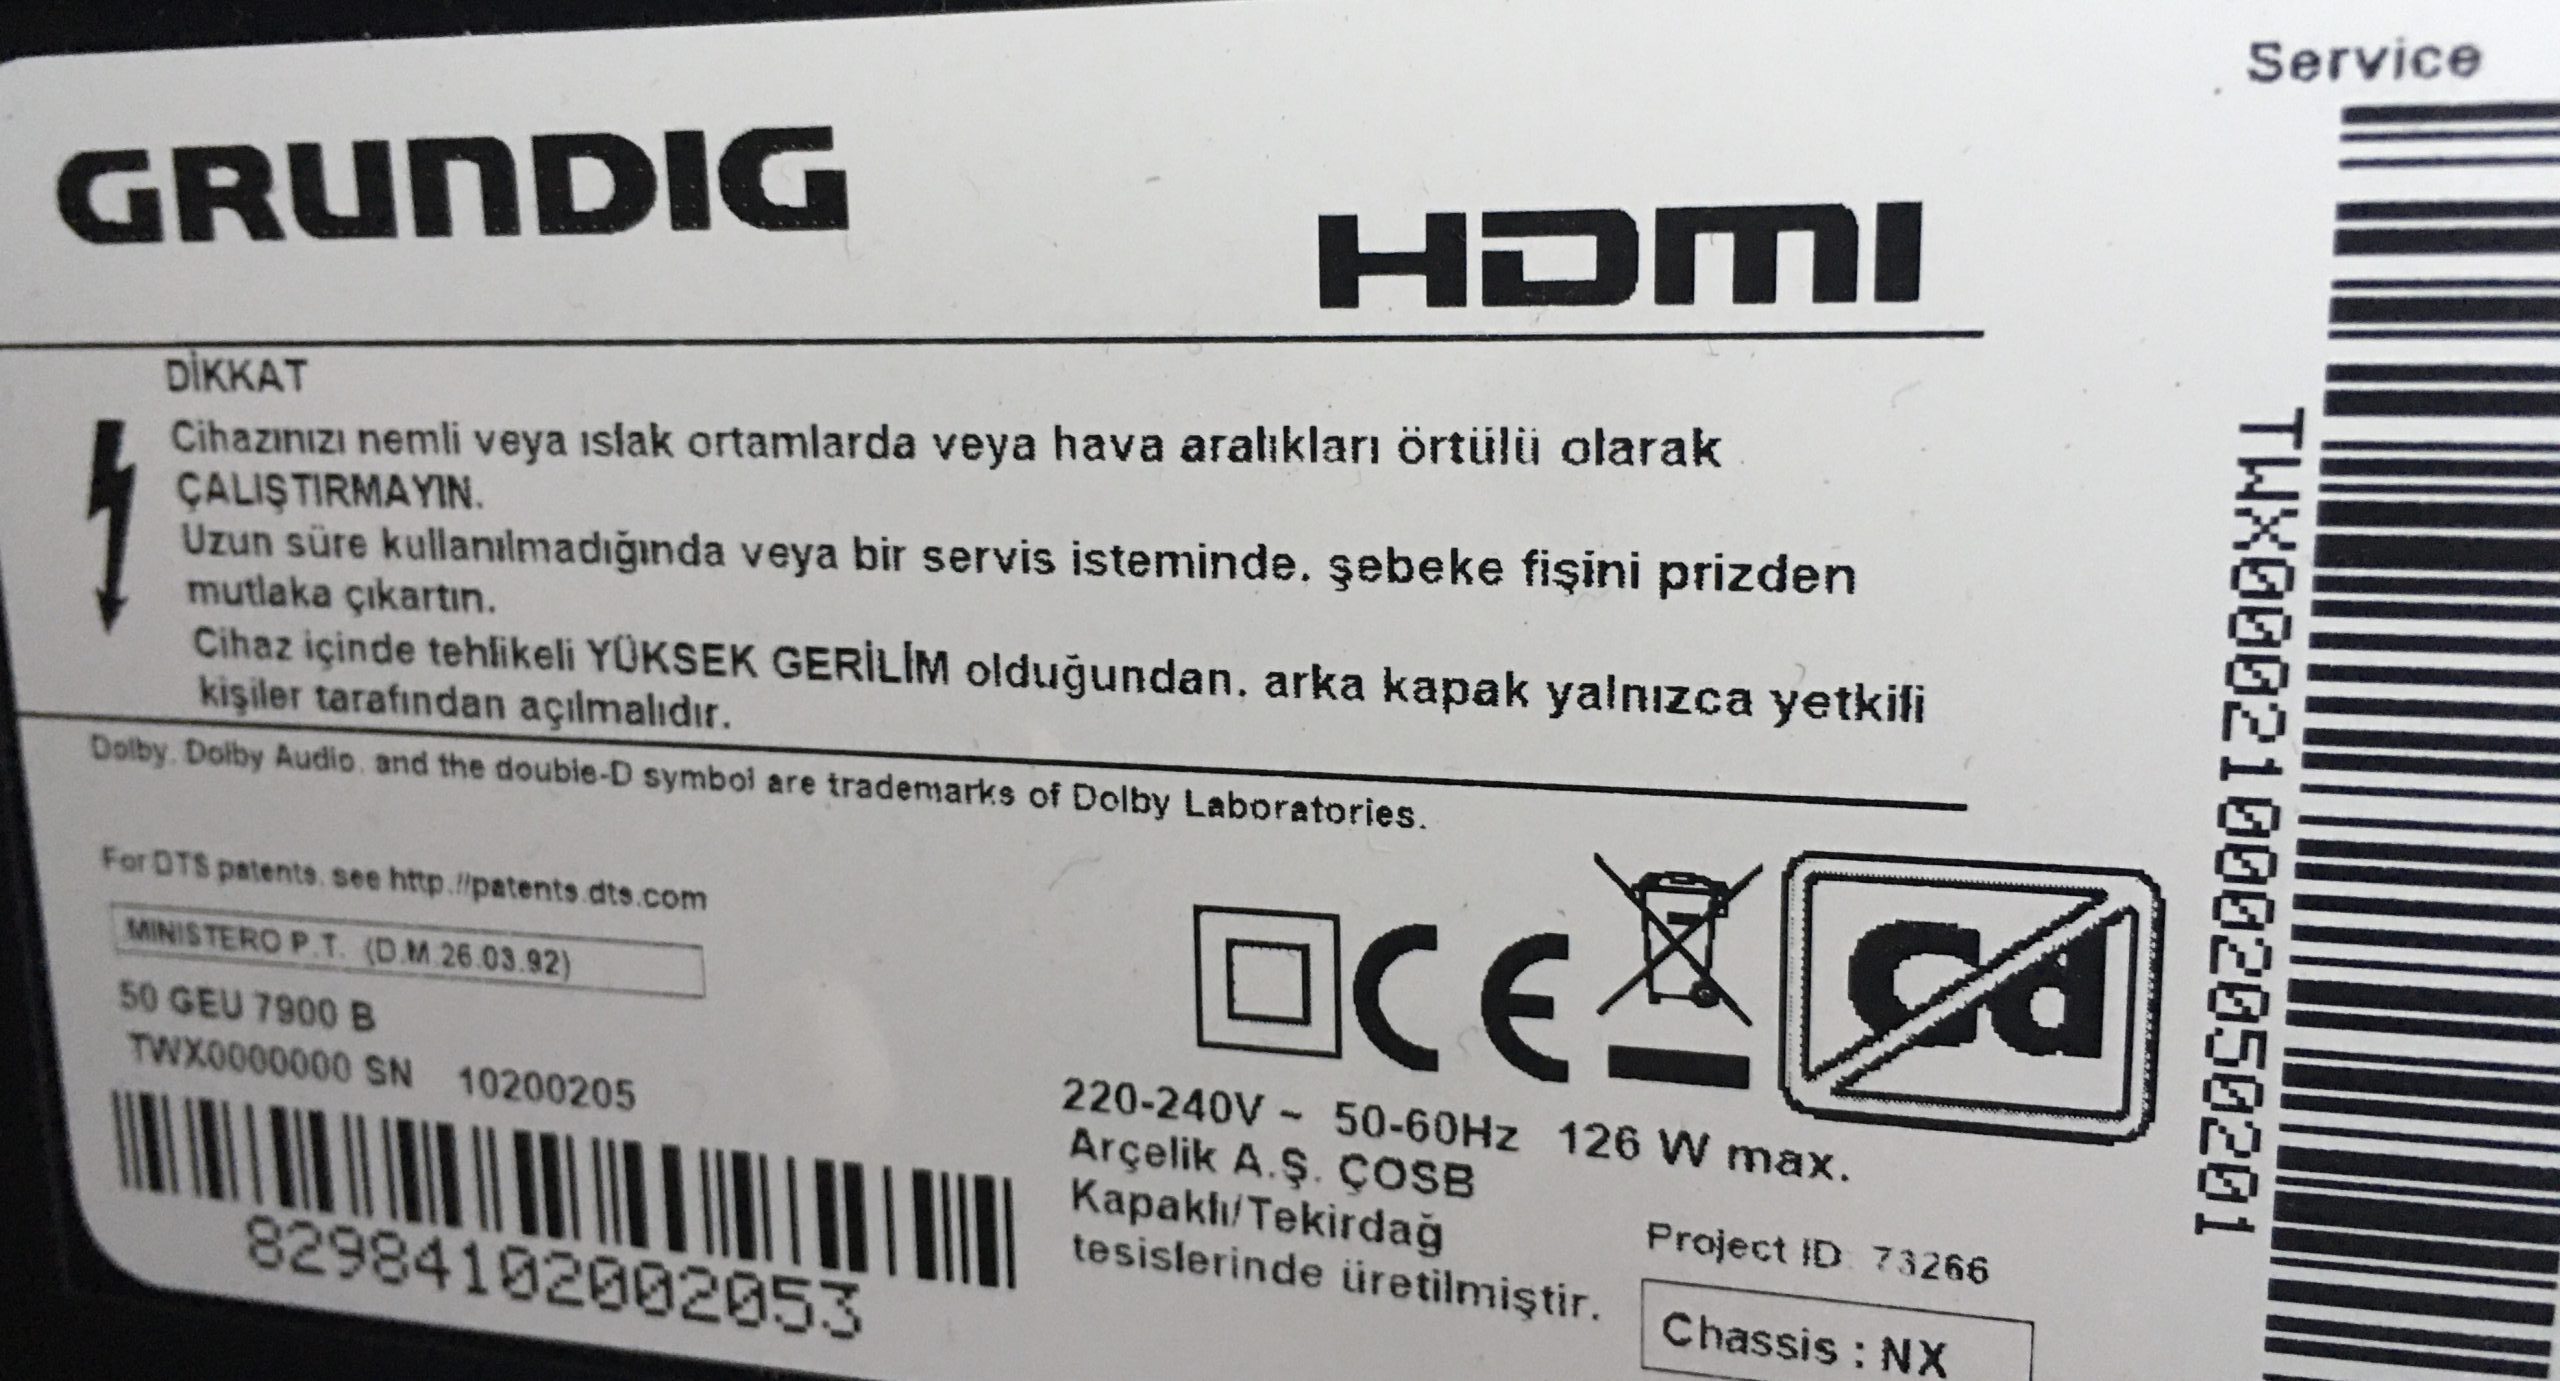 GRUNDIG
HDMI
DİKKAT
Cihazınızı nemli veya ıslak ortamlarda veya hava aralıkları örtülü olarak
ÇALIŞTIRMAYIN.
Uzun süre kullanılmadığında veya bir servis isteminde, şebeke fişini prizden
mutlaka çıkartın.
Cihaz içinde tehlikeli YÜKSEK GERİLİM olduğundan, arka kapak yalnızca yetkili
kişiler tarafından açılmalıdır.
Dolby, Dolby Audio, and the double-D symbol are trademarks of Dolby Laboratories.
For DTS patents, see http://patents.dts.com
MINISTERO P.T. (D.M.26.03.92)
50 GEU 7900 B
TWX0000000 SN 10200205
82984102002053
CE
Pb
220-240V ~ 50-60Hz 126 W max.
Arçelik A.Ş. ÇOSB
Kapaklı/Tekirdağ
tesislerinde üretilmiştir.
Project ID: 73266
Chassis : NX
Service
TWX000210002050201